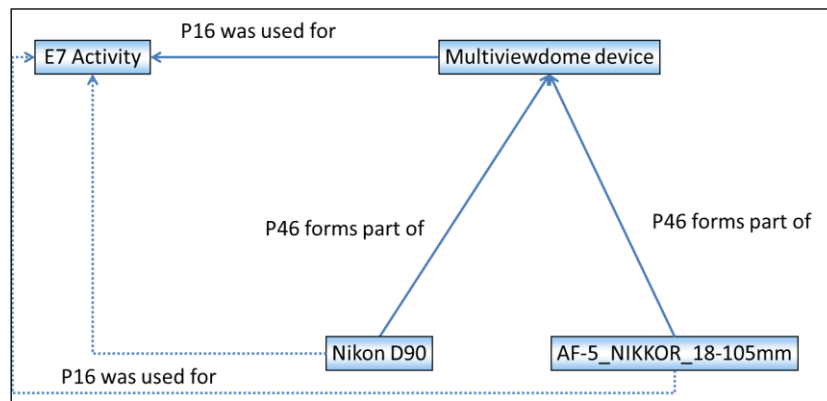 P16 was used for
E7 Activity
Multiviewdome device
P46 forms part of
P46 forms part of
Nikon D90
AF-5_NIKKOR_18-105mm
P16 was used for